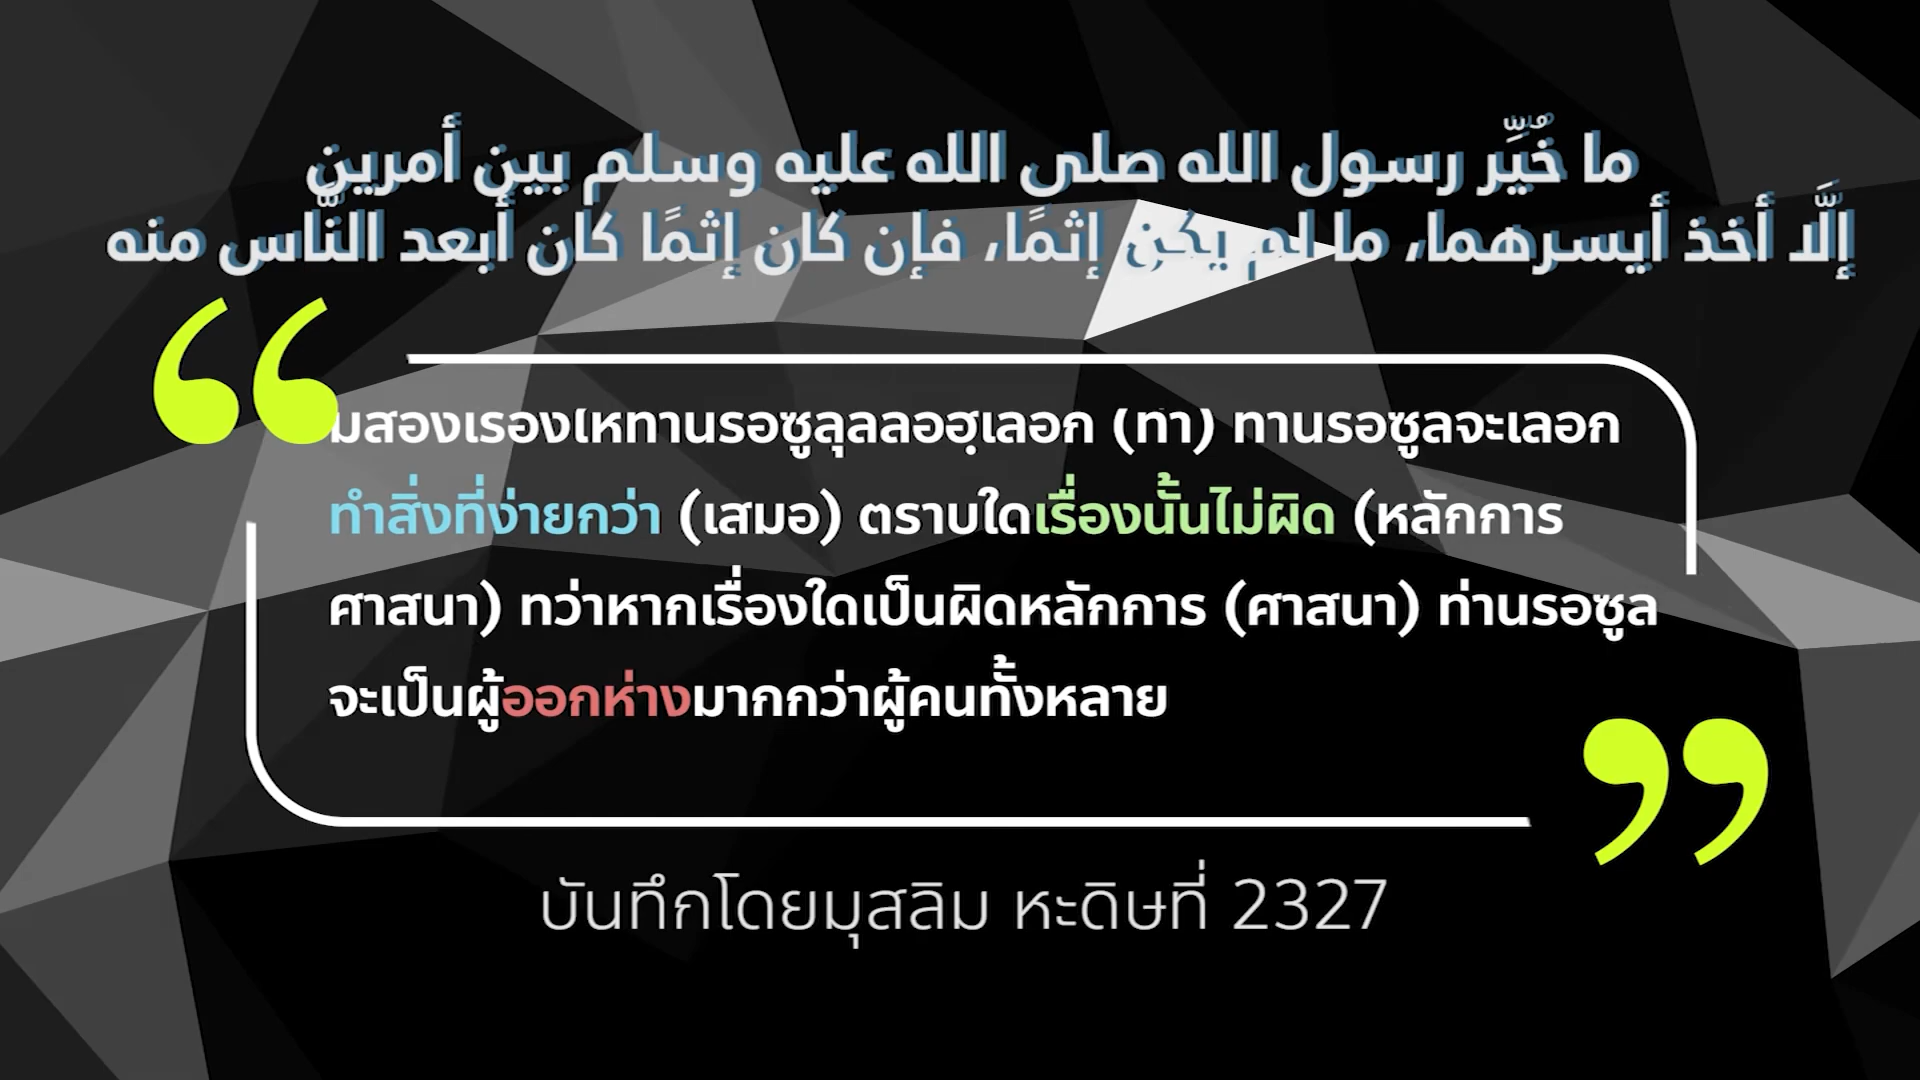 ما خُيِّر رسول الله صلى الله عليه وسلم بين أمرين
إلَّا أخذ أيسرهما، ما لم يكُن إثمًا، فإن كان إثمًا كان أبعد النَّاس منه
มีสองเรื่องให้ท่านรอซูลุลลอฮฺเลือก (ทำ) ท่านรอซูลจะเลือก
ทำสิ่งที่ง่ายกว่า (เสมอ) ตราบใดเรื่องนั้นไม่ผิด (หลักการ
ศาสนา) ทว่าหากเรื่องใดเป็นผิดหลักการ (ศาสนา) ท่านรอซูล
จะเป็นผู้ออกห่างมากกว่าผู้คนทั้งหลาย
บันทึกโดยมุสลิม หะดิษที่ 2327